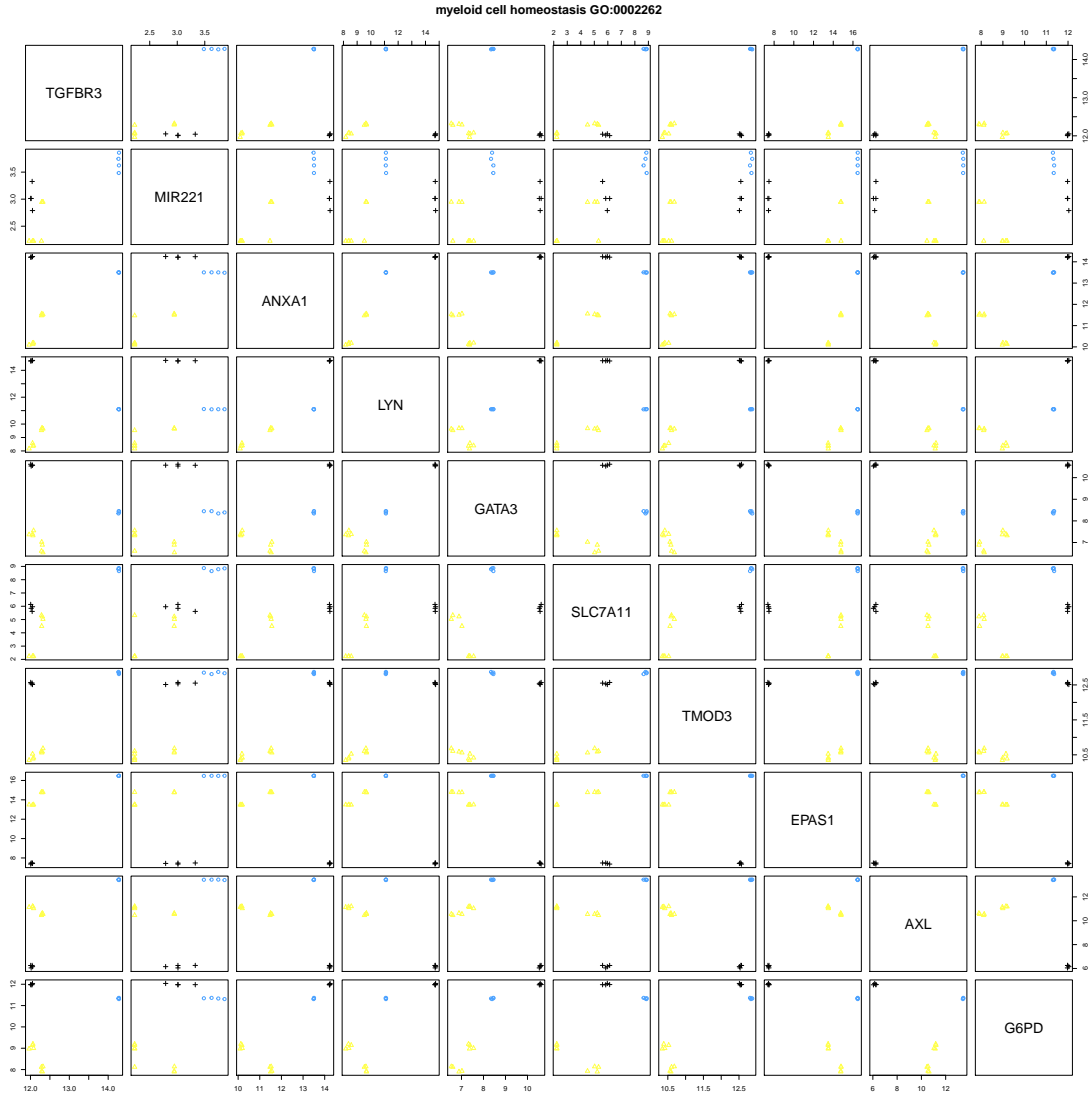 myeloid cell homeostasis GO:0002262
2.5 3.0 3.5
8 9 10 11 12 14
2 3 4 5 6 7 8 9
8 10 12 14 16
8 9 10 11 12
TGFBR3
12.0 13.0 14.0
2.5 3.0 3.5
MIR221
ANXA1
10 11 12 13 14
8 9 10 11 12 14
LYN
GATA3
7 8 9 10
2 3 4 5 6 7 8 9
SLC7A11
TMOD3
10.5 11.5 12.5
8 10 12 14 16
EPAS1
AXL
6 8 10 12
8 9 10 11 12
G6PD
12.0 13.0 14.0
10 11 12 13 14
7 8 9 10
10.5 11.5 12.5
6 8 10 12